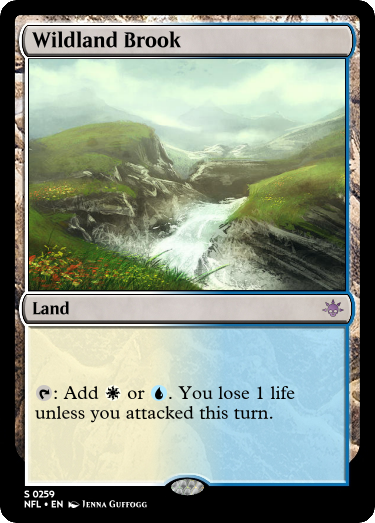 Wildland Brook
Land
: Add or . You lose 1 life
unless you attacked this turn.
S 0259
NFL • EN Jenna Guffogg